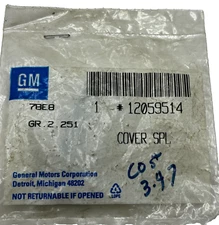 GM
78E8 1 *12059514
GR.2.251
COVER SPL
Cost
3.97
General Motors Corporation
Detroit, Michigan 48202
NOT RETURNABLE IF OPENED